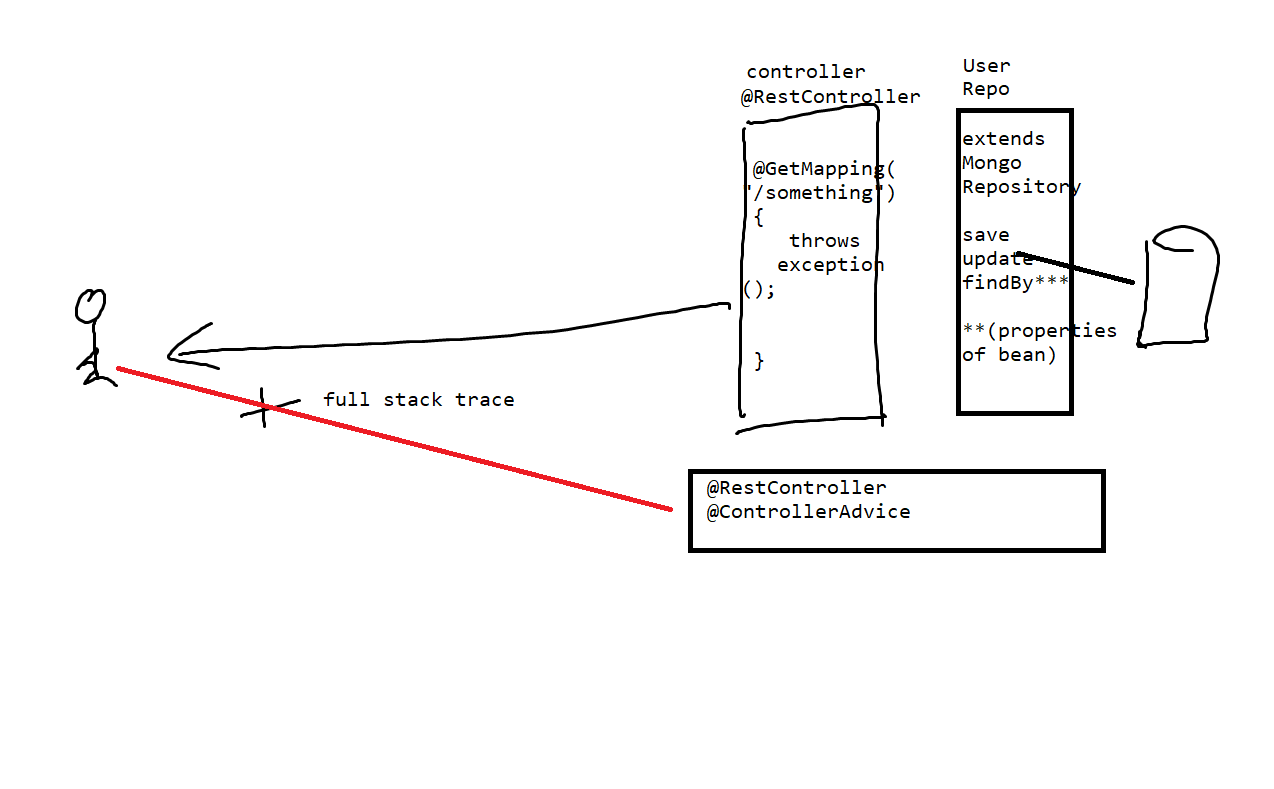 controller
@RestController
@GetMapping(
"/something")
{
throws
exception
();
}
User
Repo
extends
Mongo
Repository
save
update
findBy***
**(properties
of bean)
full stack trace
@RestController
@ControllerAdvice